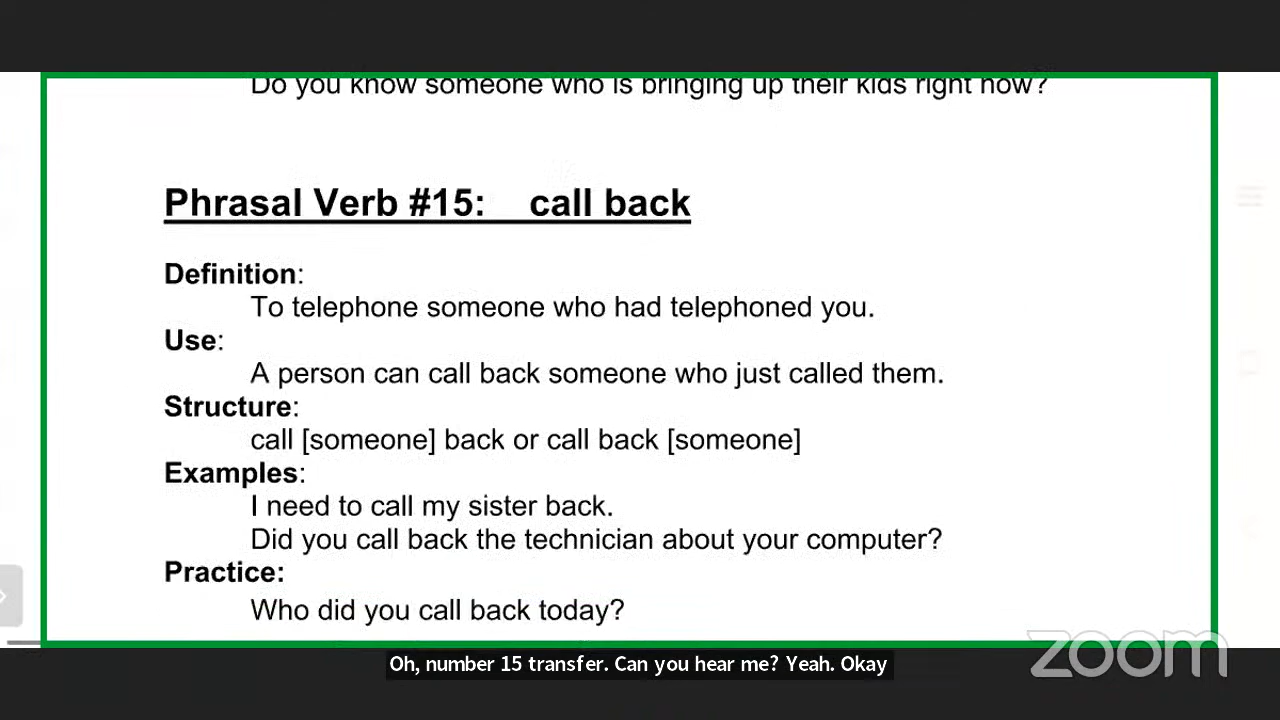 Do you know someone who is bringing up their kids right now?
Phrasal Verb #15: call back
Definition:
To telephone someone who had telephoned you.
Use:
A person can call back someone who just called them.
Structure:
call [someone] back or call back [someone]
Examples:
I need to call my sister back.
Did you call back the technician about your computer?
Practice:
Who did you call back today?
Oh, number 15 transfer. Can you hear me? Yeah. Okay
zoom